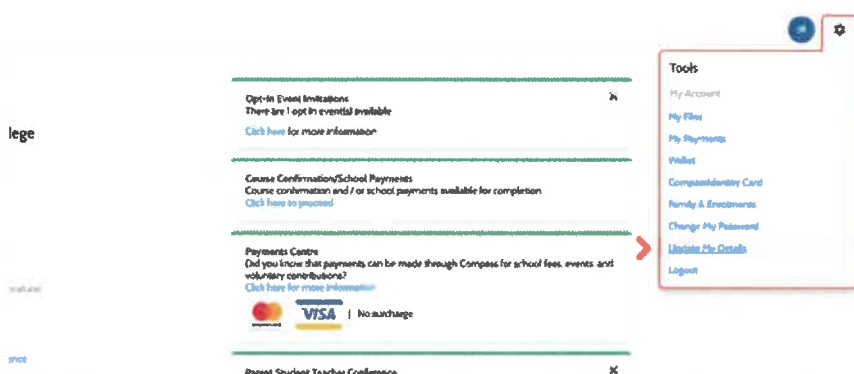 Tools
My Account
My Files
My Payments
Wallet
CompassIdentity Card
Family & Enrolments
Change My Password
Update My Details
Logout
lege
Opt-In Event Invitations
There are 1 opt in event(s) available
Click here for more information
Course Confirmation/School Payments
Course confirmation and / or school payments available for completion
Click here to proceed
Payments Centre
Did you know that payments can be made through Compass for school fees, events, and
voluntary contributions?
Click here for more information
VISA | No surcharge
Parent Student Teacher Conference